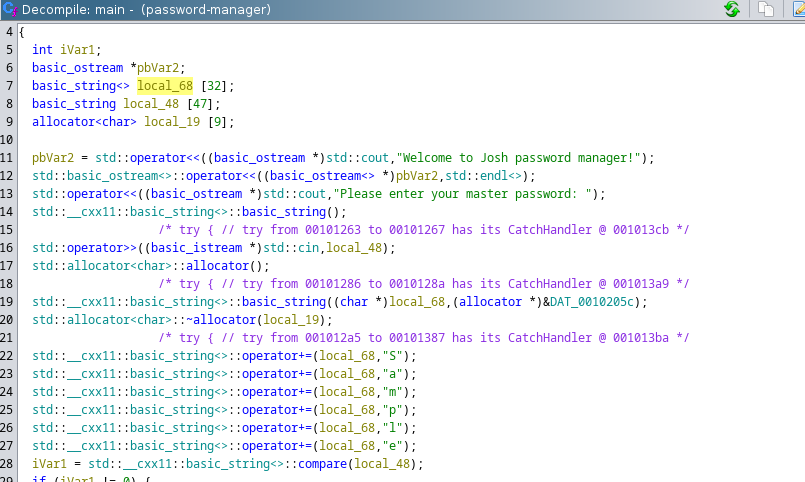 Decompile: main - (password-manager)
4 {
5 int iVar1;
6 basic_ostream *pbVar2;
7 basic_string<> local_68 [32];
8 basic_string local_48 [47];
9 allocator<char> local_19 [9];
10
11 pbVar2 = std::operator<<((basic_ostream *)std::cout,"Welcome to Josh password manager!");
12 std::basic_ostream<>::operator<<((basic_ostream<> *)pbVar2,std::endl<>);
13 std::operator<<((basic_ostream *)std::cout,"Please enter your master password: ");
14 std::__cxx11::basic_string<>::basic_string();
15 /* try { // try from 00101263 to 00101267 has its CatchHandler @ 001013cb */
16 std::operator>>((basic_istream *)std::cin,local_48);
17 std::allocator<char>::allocator();
18 /* try { // try from 00101286 to 0010128a has its CatchHandler @ 001013a9 */
19 std::__cxx11::basic_string<>::basic_string((char *)local_68,(allocator *)&DAT_0010205c);
20 std::allocator<char>::~allocator(local_19);
21 /* try { // try from 001012a5 to 00101387 has its CatchHandler @ 001013ba */
22 std::__cxx11::basic_string<>::operator+=(local_68,"S");
23 std::__cxx11::basic_string<>::operator+=(local_68,"a");
24 std::__cxx11::basic_string<>::operator+=(local_68,"m");
25 std::__cxx11::basic_string<>::operator+=(local_68,"p");
26 std::__cxx11::basic_string<>::operator+=(local_68,"l");
27 std::__cxx11::basic_string<>::operator+=(local_68,"e");
28 iVar1 = std::__cxx11::basic_string<>::compare(local_48);
29 if (iVar1 != 0) {